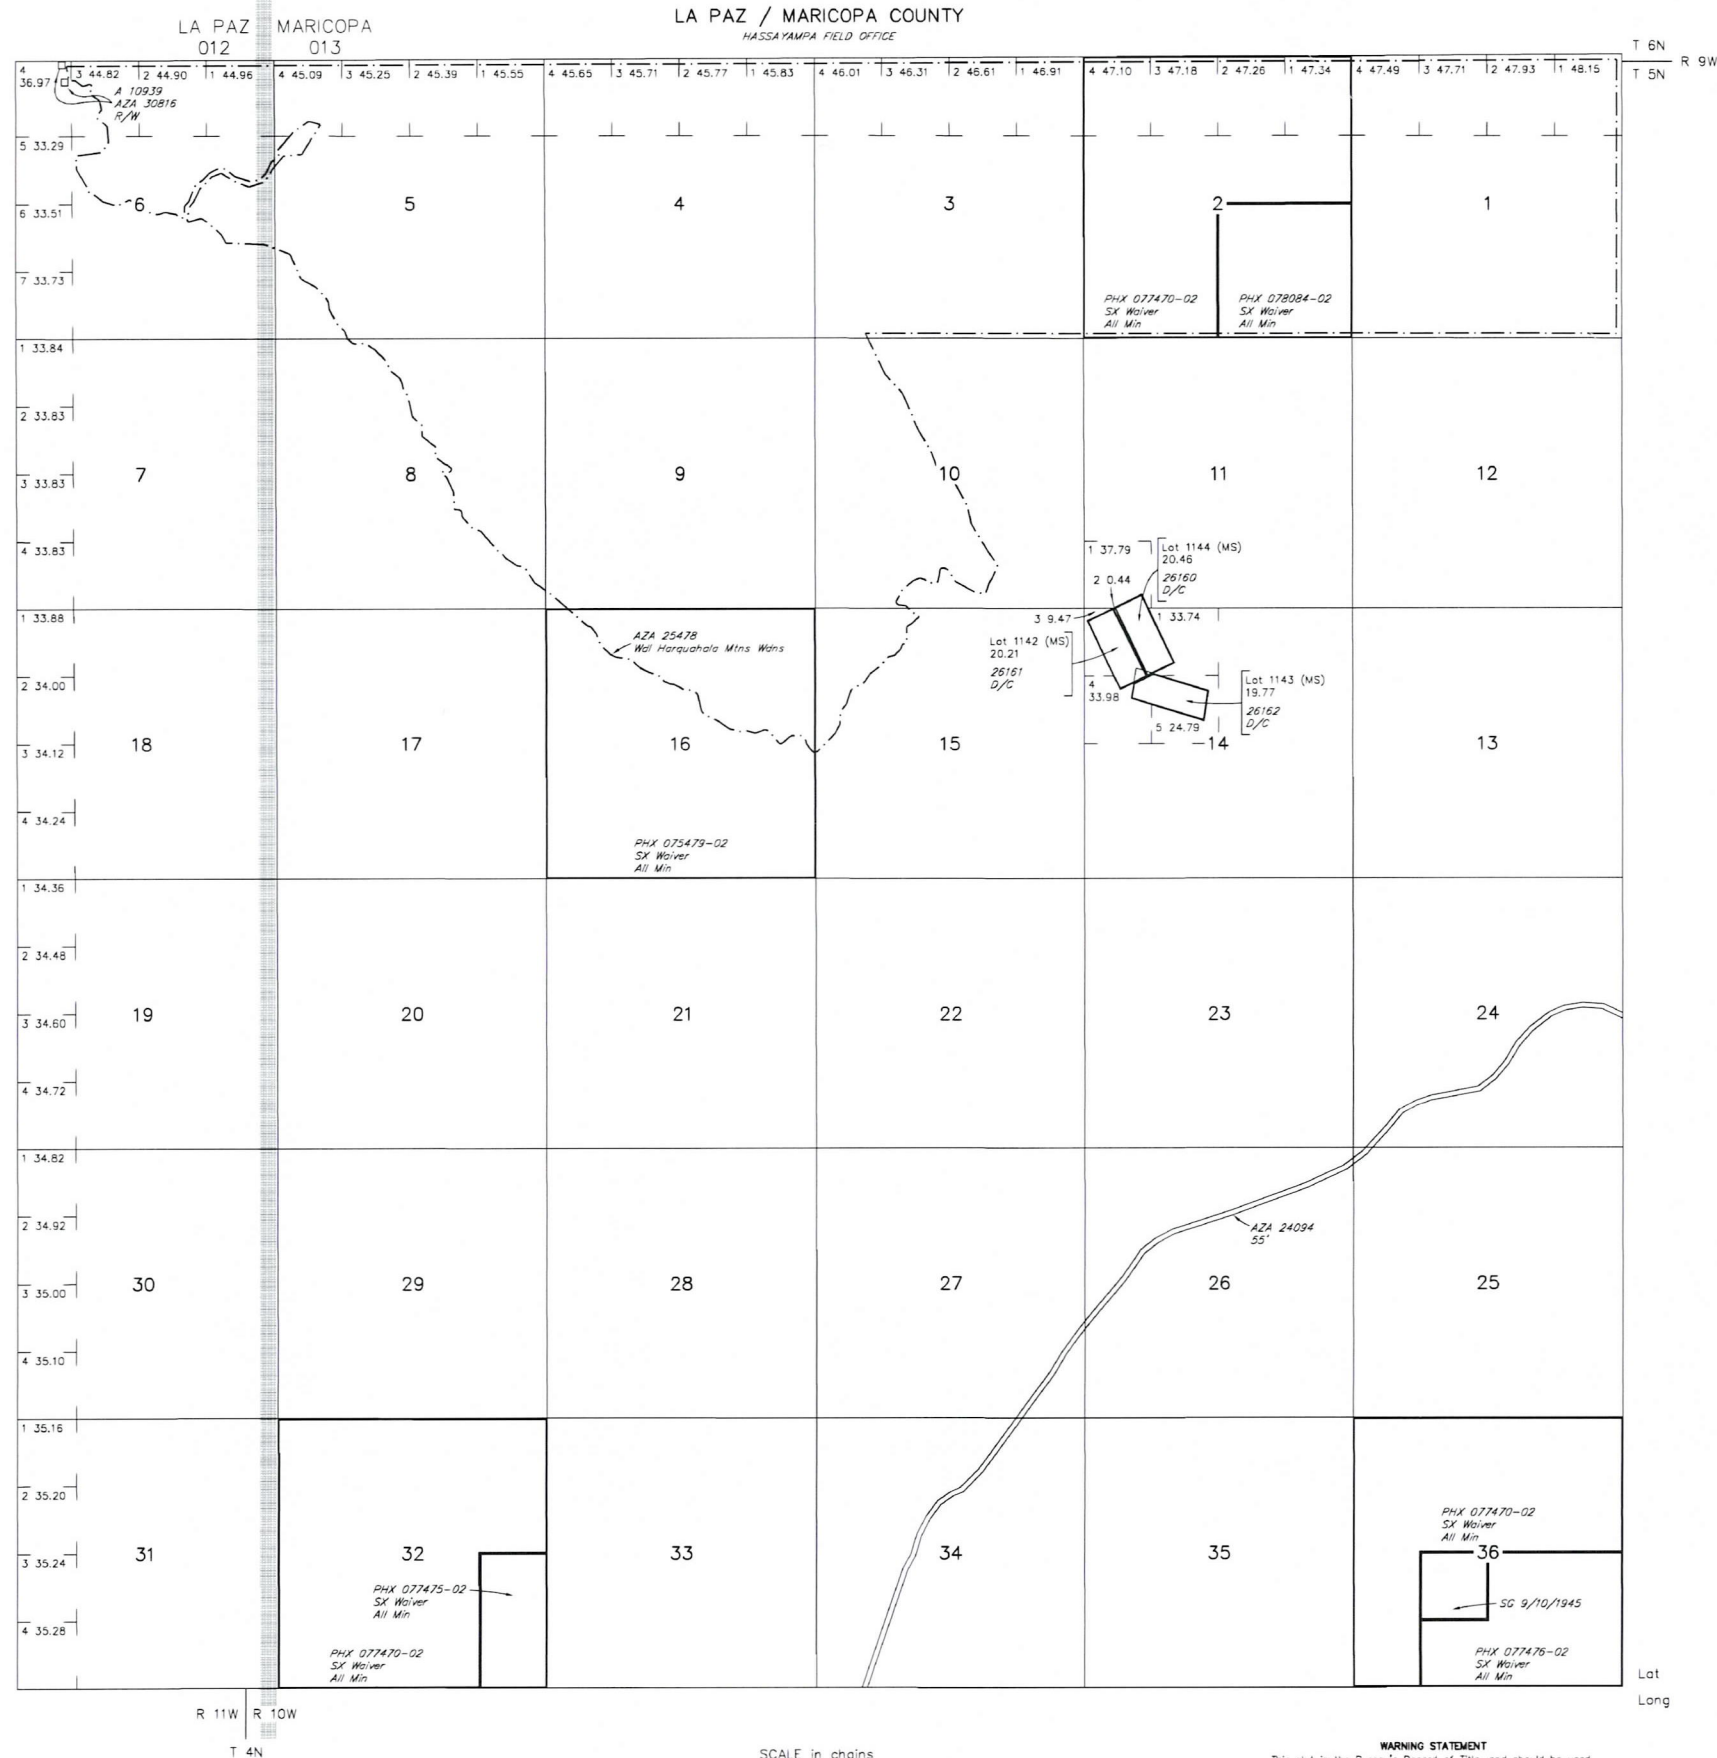 LA PAZ / MARICOPA COUNTY
HASSAYAMPA FIELD OFFICE
LA PAZ
012
MARICOPA
013
T 6N
T 5N
R 9W
4
36.97
3 44.82
2 44.90
1 44.96
4 45.09
3 45.25
2 45.39
1 45.55
4 45.65
3 45.71
2 45.77
1 45.83
4 46.01
3 46.31
2 46.61
1 46.91
4 47.10
3 47.18
2 47.26
1 47.34
4 47.49
3 47.71
2 47.93
1 48.15
A 10939
AZA 30816
R/W
5 33.29
6 33.51
7 33.73
6
5
4
3
2
1
PHX 077470-02
SX Waiver
All Min
PHX 078084-02
SX Waiver
All Min
1 33.84
2 33.83
3 33.83
4 33.83
7
8
9
10
11
12
1 37.79
2 0.44
Lot 1144 (MS)
20.46
26160
D/C
1 33.88
2 34.00
3 34.12
4 34.24
3 9.47
1 33.74
Lot 1142 (MS)
20.21
26161
D/C
4
33.98
Lot 1143 (MS)
19.77
26162
D/C
5 24.79
AZA 25478
Wdl Harquahala Mtns Wdns
18
17
16
15
14
13
PHX 075479-02
SX Waiver
All Min
1 34.36
2 34.48
3 34.60
4 34.72
19
20
21
22
23
24
1 34.82
2 34.92
3 35.00
4 35.10
AZA 24094
55'
30
29
28
27
26
25
1 35.16
2 35.20
3 35.24
4 35.28
31
32
33
34
35
36
PHX 077475-02
SX Waiver
All Min
PHX 077470-02
SX Waiver
All Min
PHX 077470-02
SX Waiver
All Min
SG 9/10/1945
PHX 077476-02
SX Waiver
All Min
Lat
Long
R 11W
R 10W
T 4N
SCALE in chains
WARNING STATEMENT